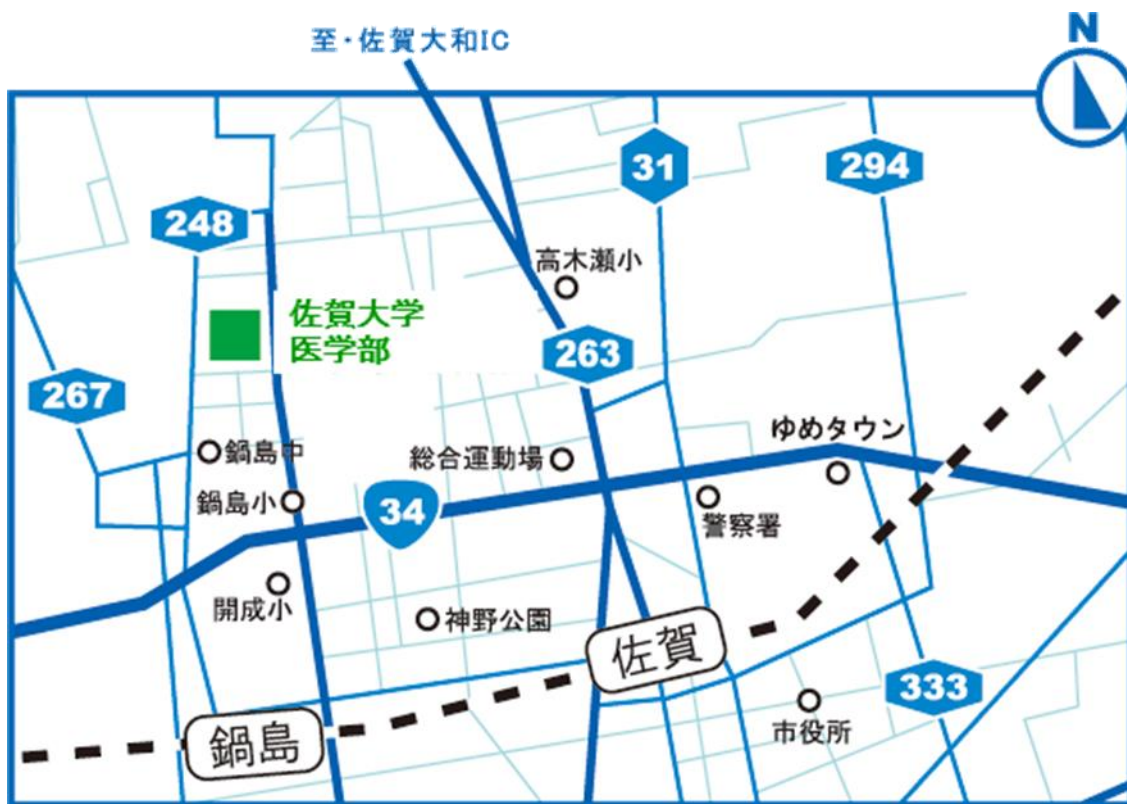 至・佐賀大和IC
N
31
294
248
高木瀬小
佐賀大学
医学部
263
267
ゆめタウン
鍋島中
総合運動場
鍋島小
34
警察署
開成小
神野公園
佐賀
333
市役所
鍋島